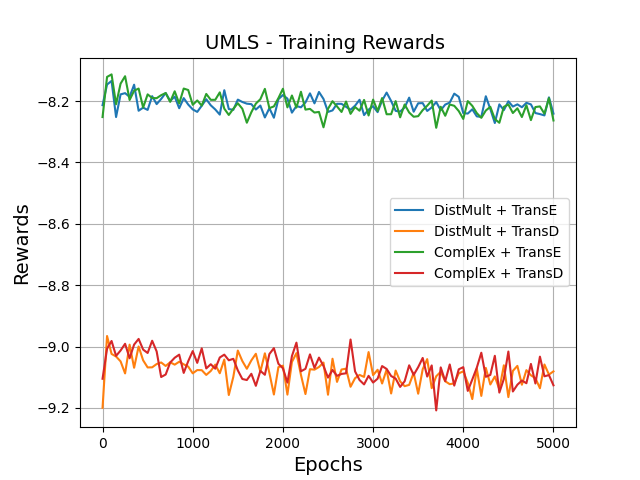 UMLS - Training Rewards
Rewards
−8.2
−8.4
−8.6
−8.8
−9.0
−9.2
DistMult + TransE
DistMult + TransD
ComplEx + TransE
ComplEx + TransD
0 1000 2000 3000 4000 5000
Epochs